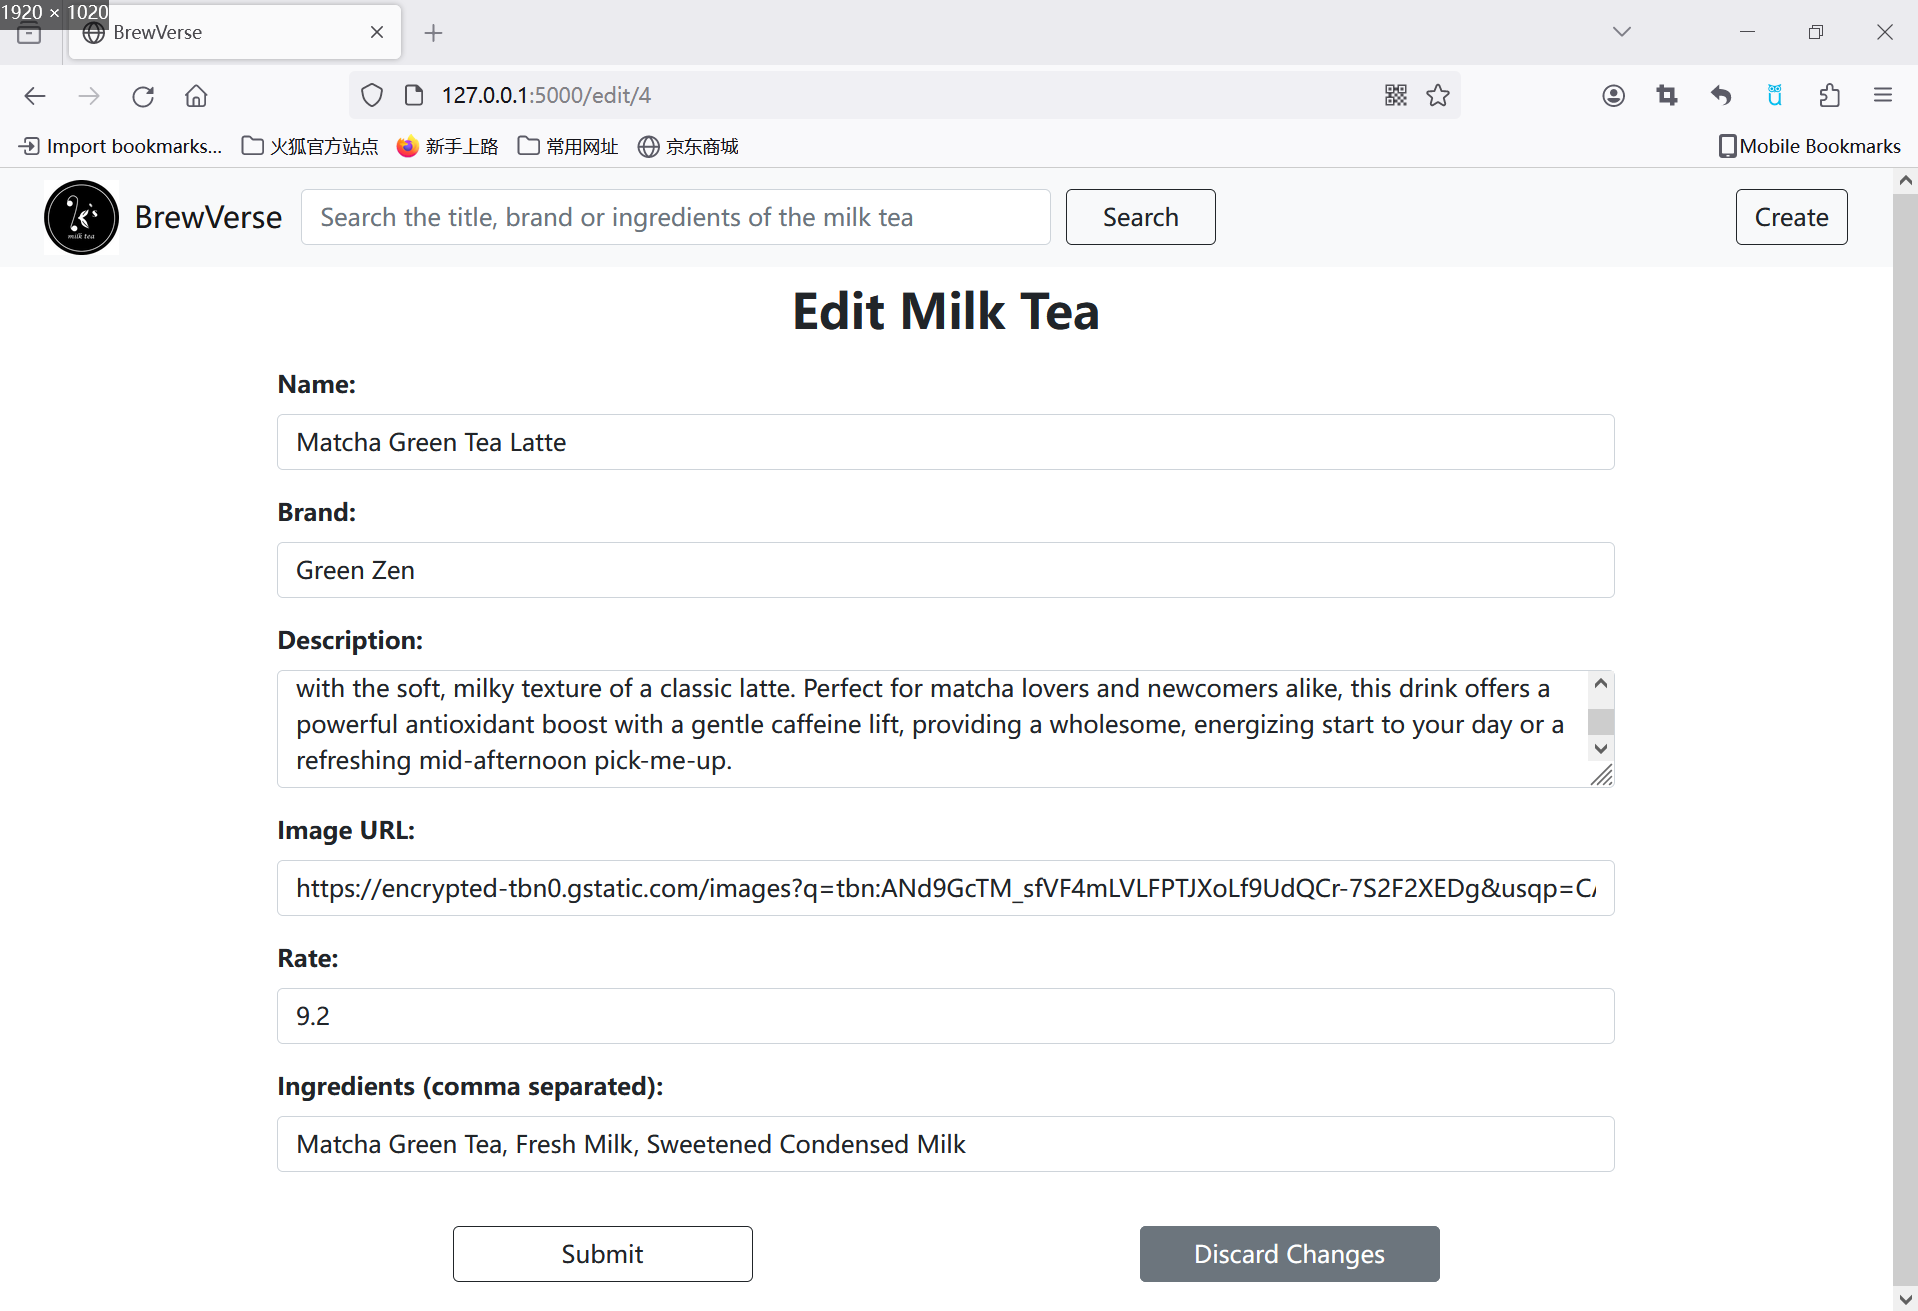 1920 × 1020
BrewVerse
127.0.0.1:5000/edit/4
Import bookmarks...
火狐官方站点
新手上路
常用网址
京东商城
Mobile Bookmarks
k's
milk tea
BrewVerse
Search the title, brand or ingredients of the milk tea
Search
Create
Edit Milk Tea
Name:
Matcha Green Tea Latte
Brand:
Green Zen
Description:
with the soft, milky texture of a classic latte. Perfect for matcha lovers and newcomers alike, this drink offers a
powerful antioxidant boost with a gentle caffeine lift, providing a wholesome, energizing start to your day or a
refreshing mid-afternoon pick-me-up.
Image URL:
https://encrypted-tbn0.gstatic.com/images?q=tbn:ANd9GcTM_sfVF4mLVLFPTJXoLf9UdQCr-7S2F2XEDg&usqp=CA
Rate:
9.2
Ingredients (comma separated):
Matcha Green Tea, Fresh Milk, Sweetened Condensed Milk
Submit
Discard Changes